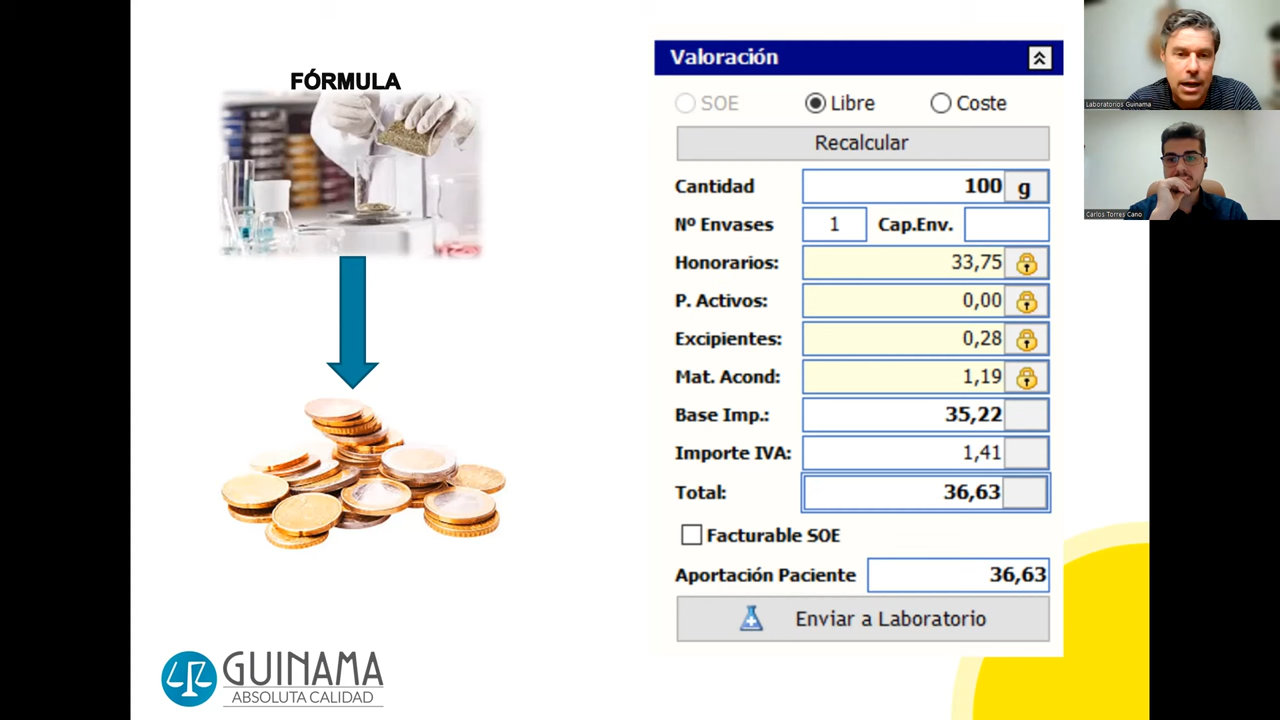 FÓRMULA
GUINAMA
ABSOLUTA CALIDAD
Valoración
SOE Libre Coste
Recalcular
Cantidad 100 g
Nº Envases 1 Cap.Env.
Honorarios: 33,75
P. Activos: 0,00
Excipientes: 0,28
Mat. Acond: 1,19
Base Imp.: 35,22
Importe IVA: 1,41
Total: 36,63
Facturable SOE
Aportación Paciente 36,63
Enviar a Laboratorio
Laboratorios Guinama
Carlos Torres Cano